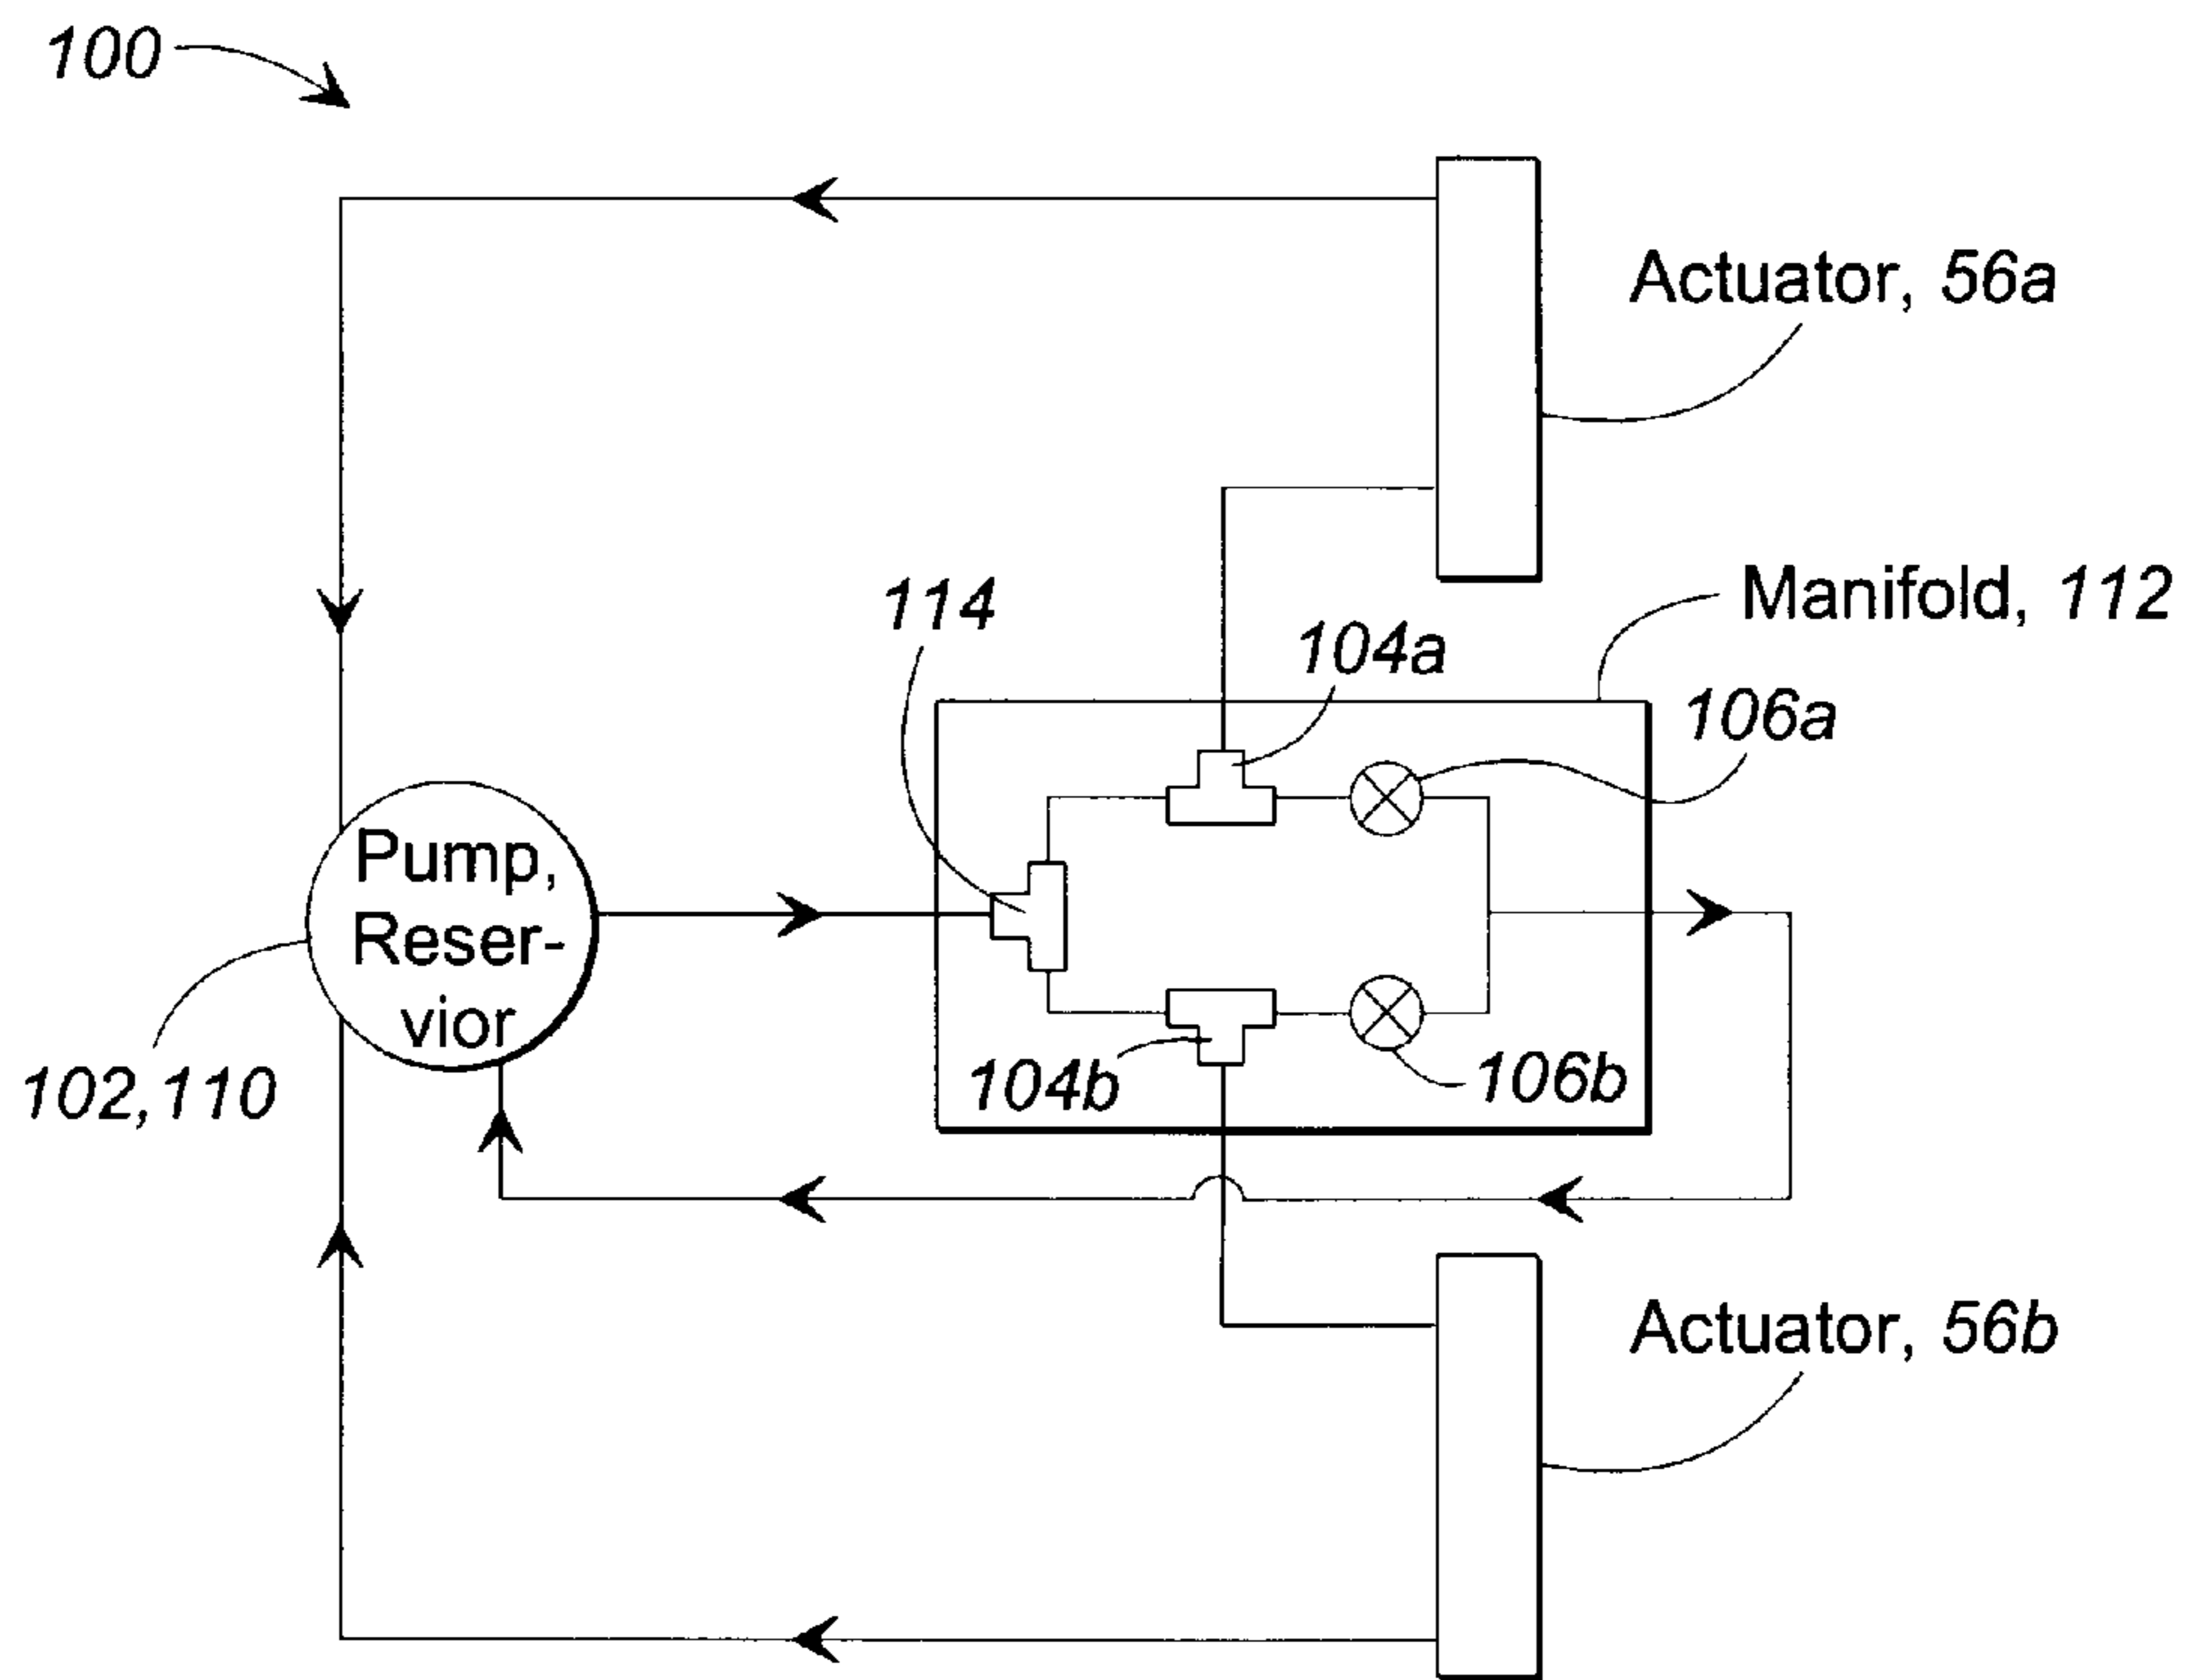 100
Actuator, 56a
Manifold, 112
114
104a
106a
Pump,
Reser-
vior
102,110
104b
106b
Actuator, 56b